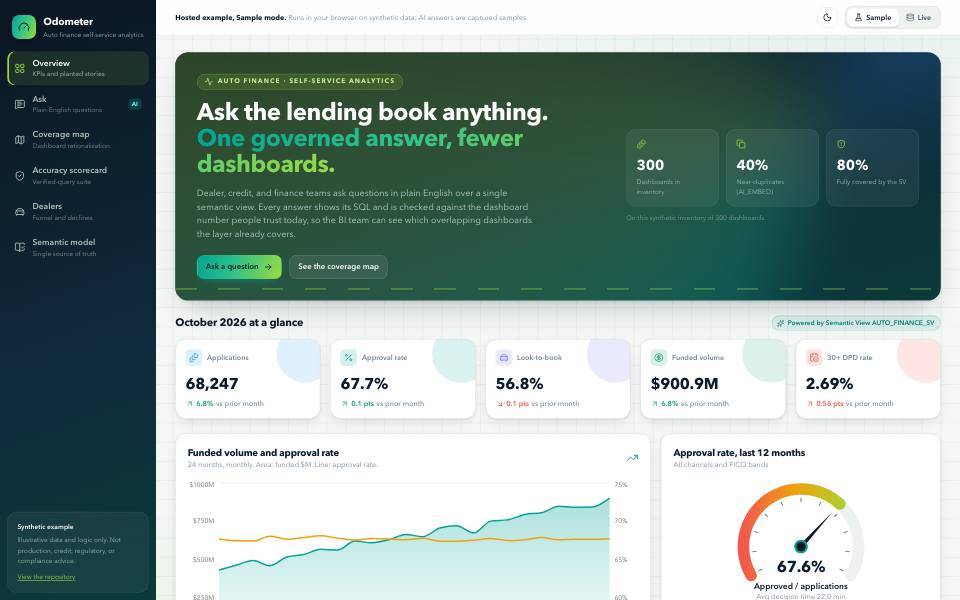 Odometer
Auto finance self-service analytics
Overview
KPIs and planted stories
Ask
Plain-English questions
AI
Coverage map
Dashboard rationalization
Accuracy scorecard
Verified-query suite
Dealers
Funnel and declines
Semantic model
Single source of truth
Synthetic example
Illustrative data and logic only. Not
production, credit, regulatory, or
compliance advice.
View the repository
Hosted example, Sample mode. Runs in your browser on synthetic data; AI answers are captured samples.
Sample
Live
AUTO FINANCE · SELF-SERVICE ANALYTICS
Ask the lending book anything.
One governed answer, fewer
dashboards.
Dealer, credit, and finance teams ask questions in plain English over a single
semantic view. Every answer shows its SQL and is checked against the dashboard
number people trust today, so the BI team can see which overlapping dashboards
the layer already covers.
Ask a question
See the coverage map
300
Dashboards in
inventory
40%
Near-duplicates
(AI_EMBED)
80%
Fully covered by the SV
On this synthetic inventory of 300 dashboards.
October 2026 at a glance
Powered by Semantic View AUTO_FINANCE_SV
Applications
68,247
6.8% vs prior month
Approval rate
67.7%
0.1 pts vs prior month
Look-to-book
56.8%
0.1 pts vs prior month
Funded volume
$900.9M
6.8% vs prior month
30+ DPD rate
2.69%
0.56 pts vs prior month
Funded volume and approval rate
24 months, monthly. Area: funded $M. Line: approval rate.
$1000M
$750M
$500M
$250M
75%
70%
65%
60%
Approval rate, last 12 months
All channels and FICO bands
67.6%
Approved / applications
Avg decision time 22.0 min